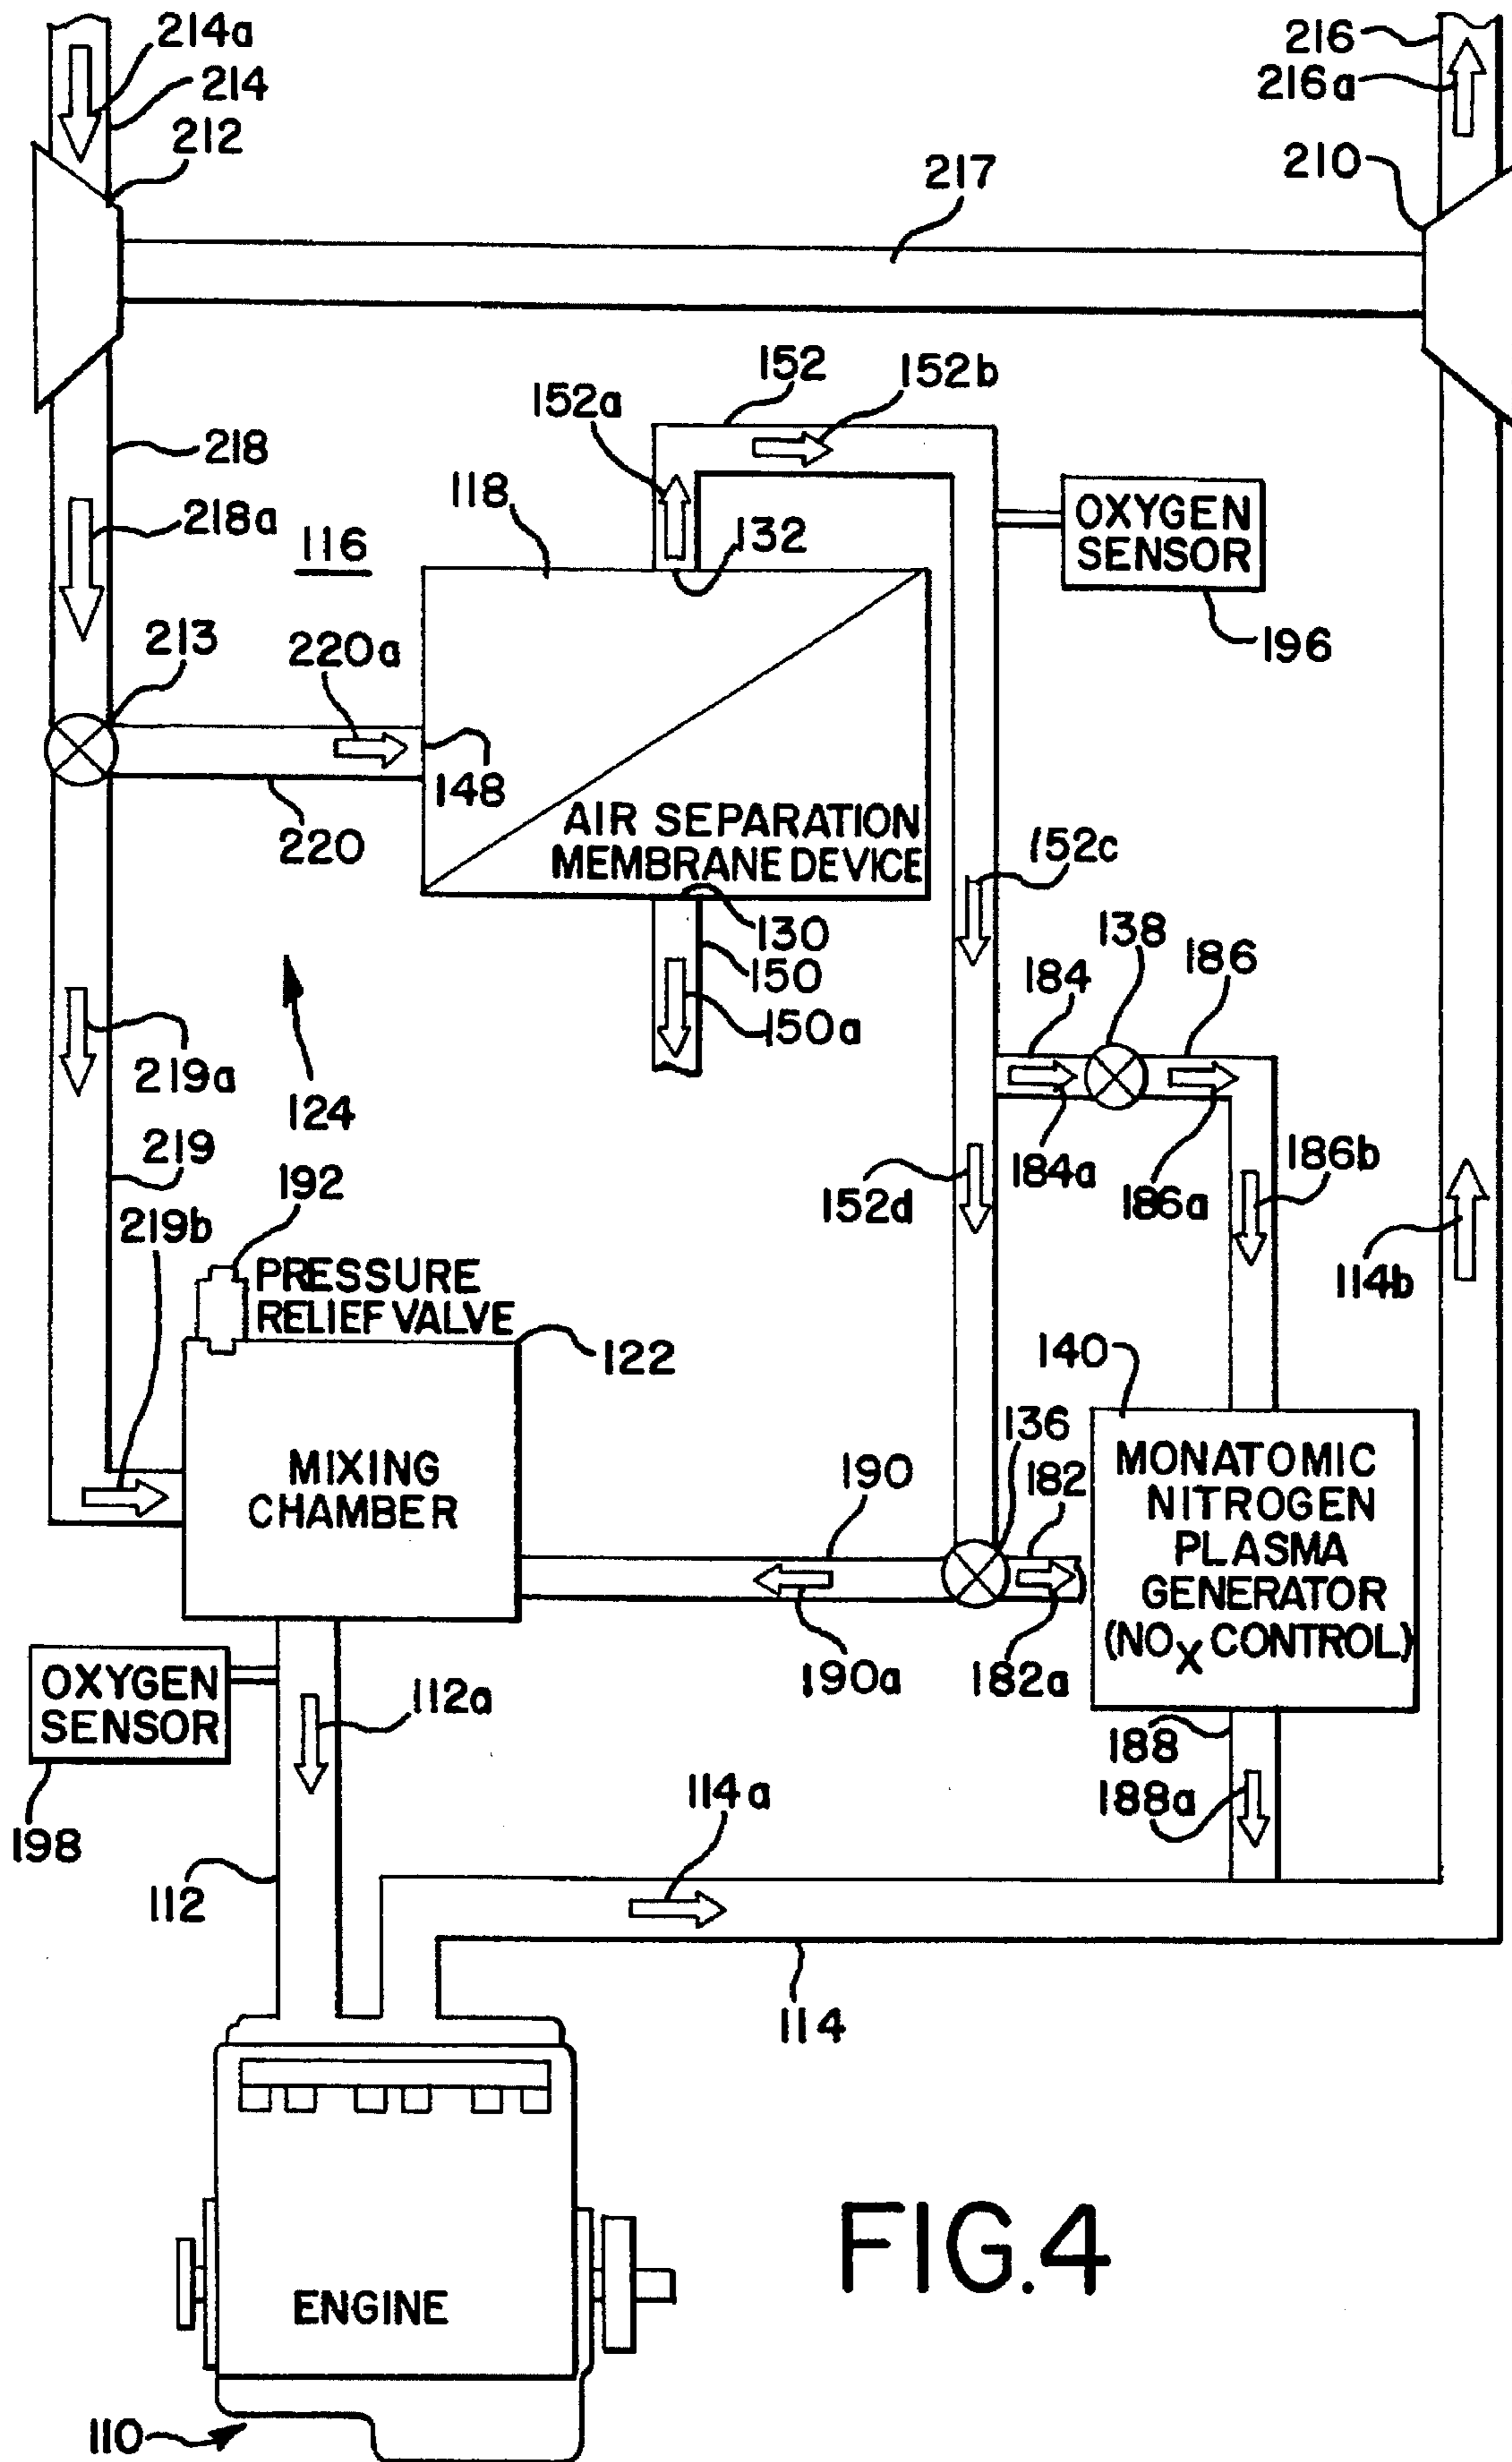 214a
214
212
216
216a
210
217
152
152b
152a
218
218a
116
118
132
OXYGEN
SENSOR
196
213
220a
148
220
AIR SEPARATION
MEMBRANE DEVICE
152c
130
150
150a
138
186
184
184a
186a
186b
219a
124
219
192
219b
152d
114b
PRESSURE
RELIEF VALVE
122
140
136
MIXING
CHAMBER
190
182
MONATOMIC
NITROGEN
PLASMA
GENERATOR
(NOX CONTROL)
190a
182a
OXYGEN
SENSOR
112a
198
188
188a
114a
112
114
ENGINE
110
FIG.4